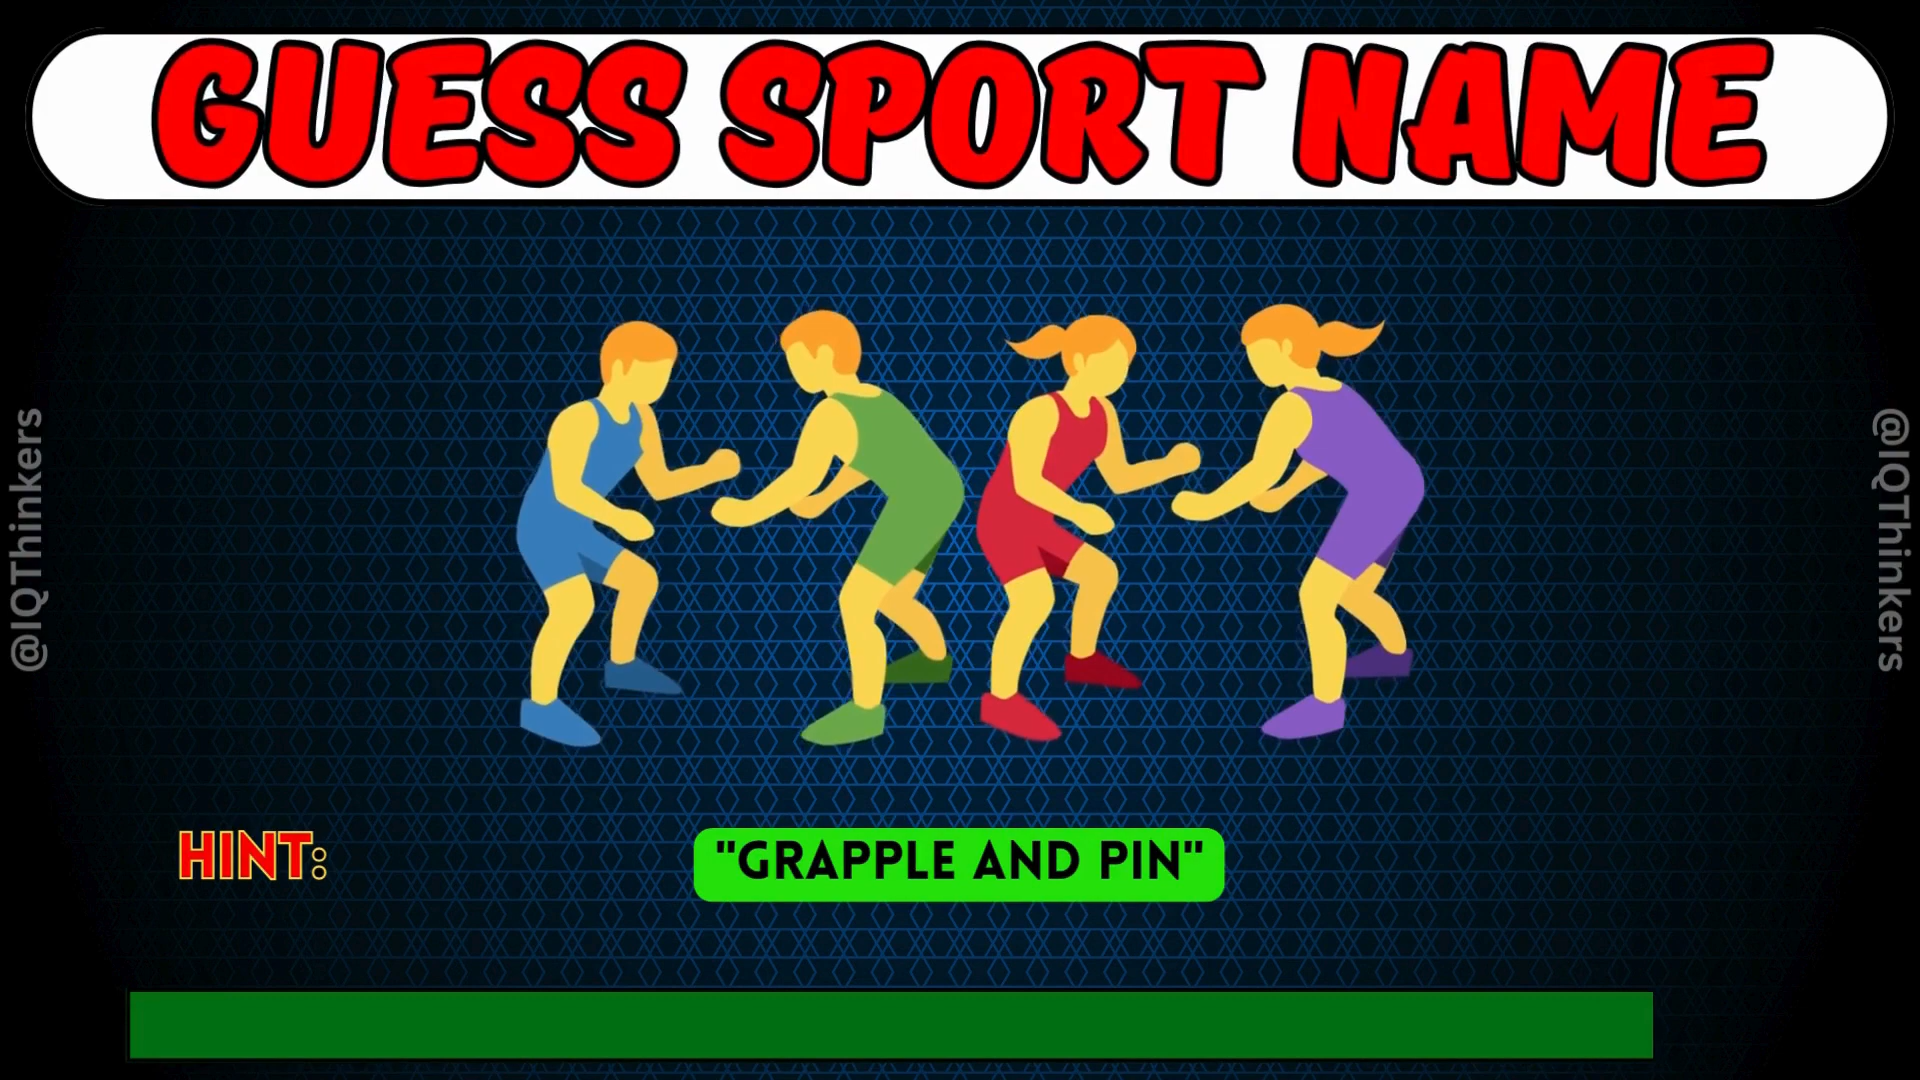 GUESS SPORT NAME
@IQThinkers
@IQThinkers
HINT:
"GRAPPLE AND PIN"